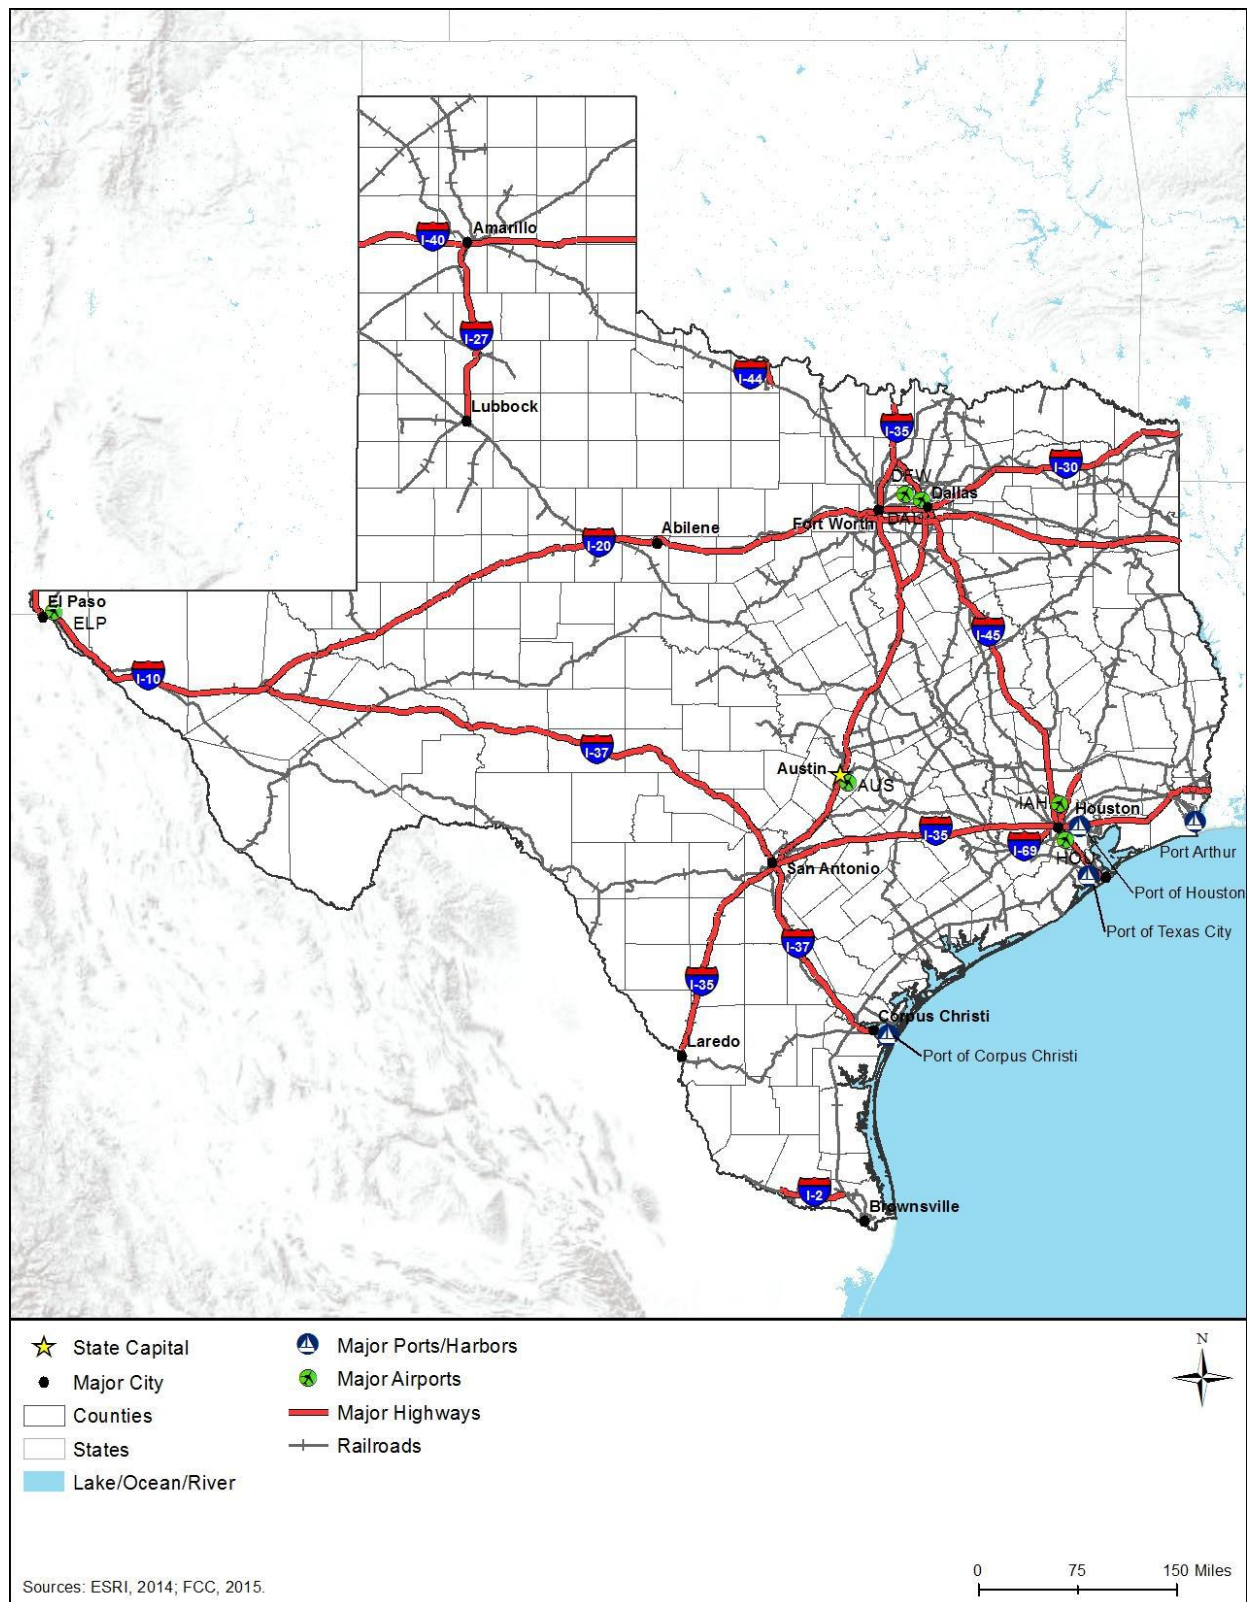 Amarillo
I-40
I-27
I-44
Lubbock
I-35
I-30
DFW
Dallas
Fort Worth
DAL
Abilene
I-20
El Paso
ELP
I-45
I-10
I-37
Austin
AUS
IAH
Houston
I-35
I-69
HOU
Port Arthur
San Antonio
Port of Houston
Port of Texas City
I-37
I-35
Corpus Christi
Laredo
Port of Corpus Christi
I-2
Brownsville
State Capital
Major City
Counties
States
Lake/Ocean/River
Major Ports/Harbors
Major Airports
Major Highways
Railroads
N
0 75 150 Miles
Sources: ESRI, 2014; FCC, 2015.